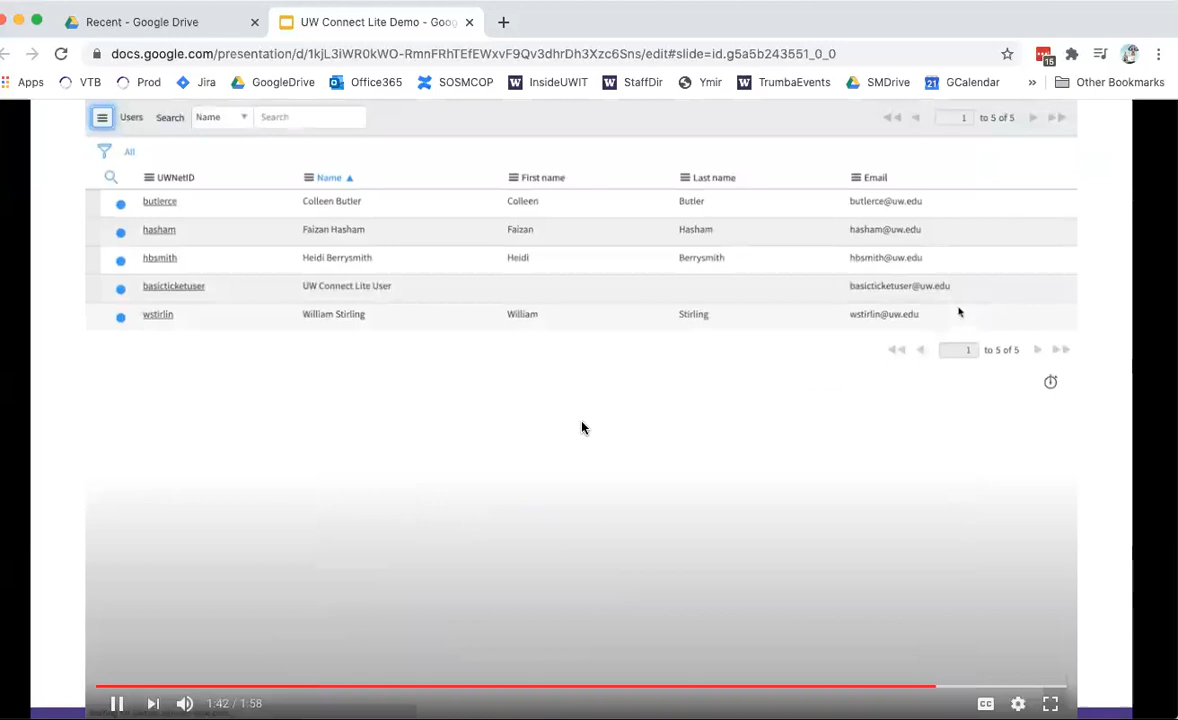 Recent - Google Drive
UW Connect Lite Demo - Goog
docs.google.com/presentation/d/1kjL3iWR0kWO-RmnFRhTEfEWxvF9Qv3dhrDh3Xzc6Sns/edit#slide=id.g5a5b243551_0_0
15
Apps VTB Prod Jira GoogleDrive Office365 SOSMCOP InsideUWIT StaffDir Ymir TrumbaEvents SMDrive 21 GCalendar » Other Bookmarks
Users Search Name Search 1 to 5 of 5
All
UWNetID Name First name Last name Email
butlerce Colleen Butler Colleen Butler butlerce@uw.edu
hasham Faizan Hasham Faizan Hasham hasham@uw.edu
hbsmith Heidi Berrysmith Heidi Berrysmith hbsmith@uw.edu
basicticketuser UW Connect Lite User basicticketuser@uw.edu
wstirlin William Stirling William Stirling wstirlin@uw.edu
1 to 5 of 5
1:42 / 1:58 CC